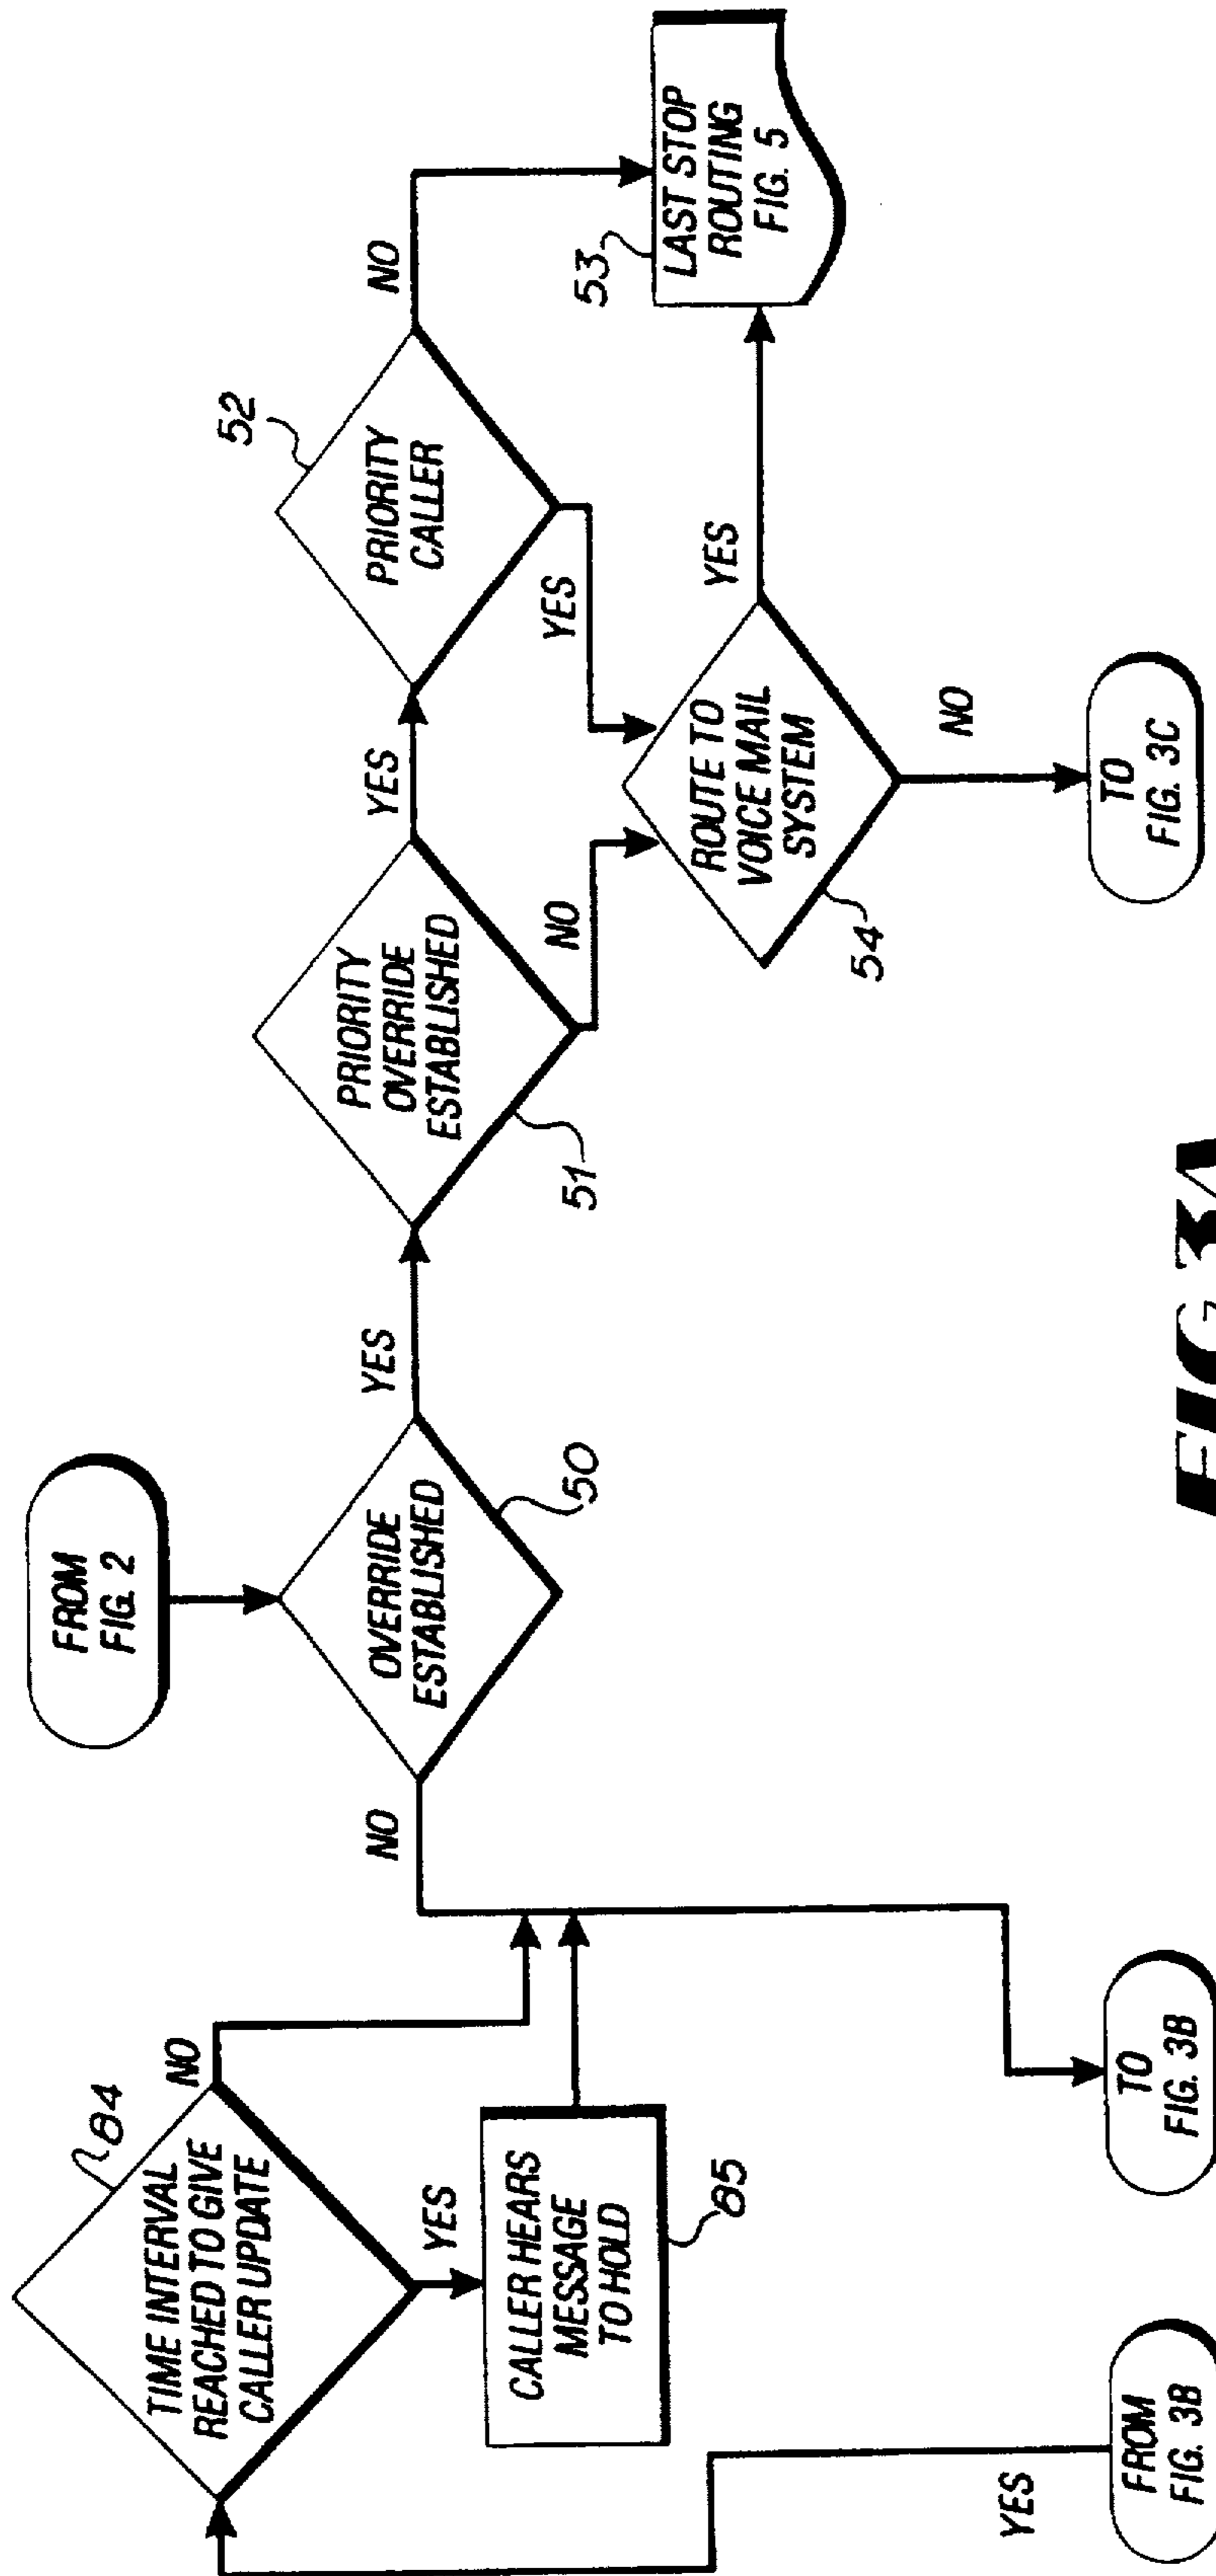 FROM
FIG. 2
TIME INTERVAL
REACHED TO GIVE
CALLER UPDATE
84
NO
YES
CALLER HEARS
MESSAGE
TO HOLD
85
YES
FROM
FIG. 3B
NO
TO
FIG. 3B
OVERRIDE
ESTABLISHED
50
YES
PRIORITY
OVERRIDE
ESTABLISHED
51
YES
NO
PRIORITY
CALLER
52
NO
YES
ROUTE TO
VOICE MAIL
SYSTEM
54
YES
NO
LAST STOP
ROUTING
FIG. 5
53
TO
FIG. 3C
FIG 3A